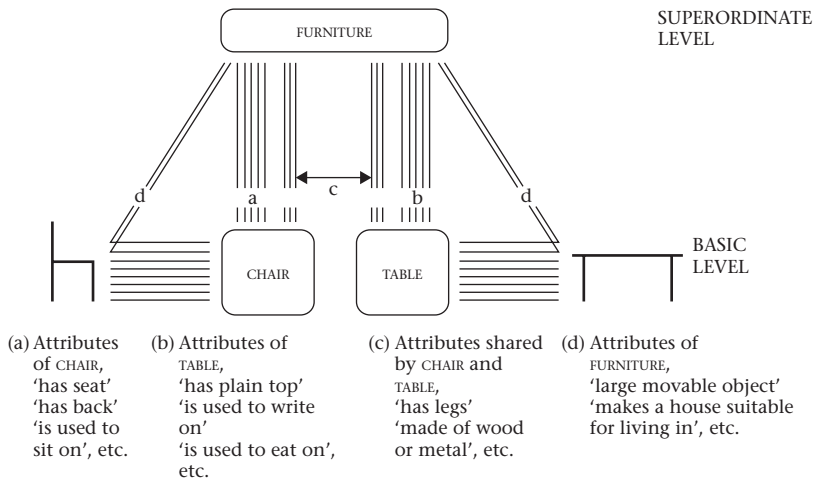 FURNITURE
SUPERORDINATE
LEVEL
d
a
c
b
d
CHAIR
TABLE
BASIC
LEVEL
(a) Attributes
of CHAIR,
‘has seat’
‘has back’
‘is used to
sit on’, etc.
(b) Attributes of
TABLE,
‘has plain top’
‘is used to write
on’
‘is used to eat on’,
etc.
(c) Attributes shared
by CHAIR and
TABLE,
‘has legs’
‘made of wood
or metal’, etc.
(d) Attributes of
FURNITURE,
‘large movable object’
‘makes a house suitable
for living in’, etc.